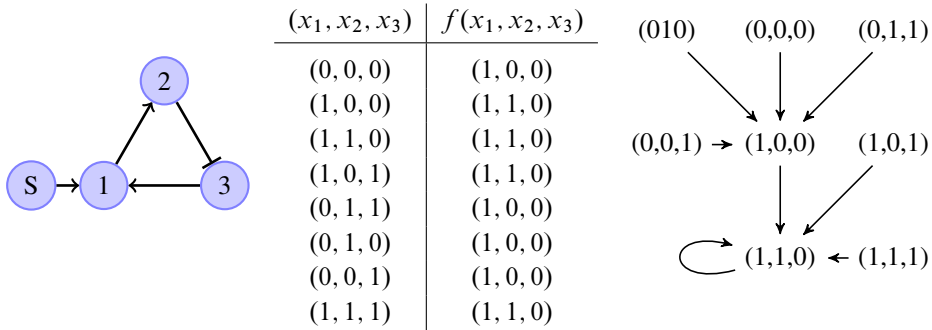 2
S
1
3
(x₁, x₂, x₃) f(x₁, x₂, x₃)
(0, 0, 0) (1, 0, 0)
(1, 0, 0) (1, 1, 0)
(1, 1, 0) (1, 1, 0)
(1, 0, 1) (1, 1, 0)
(0, 1, 1) (1, 0, 0)
(0, 1, 0) (1, 0, 0)
(0, 0, 1) (1, 0, 0)
(1, 1, 1) (1, 1, 0)
(010) (0,0,0) (0,1,1)
(0,0,1) (1,0,0) (1,0,1)
(1,1,0) (1,1,1)